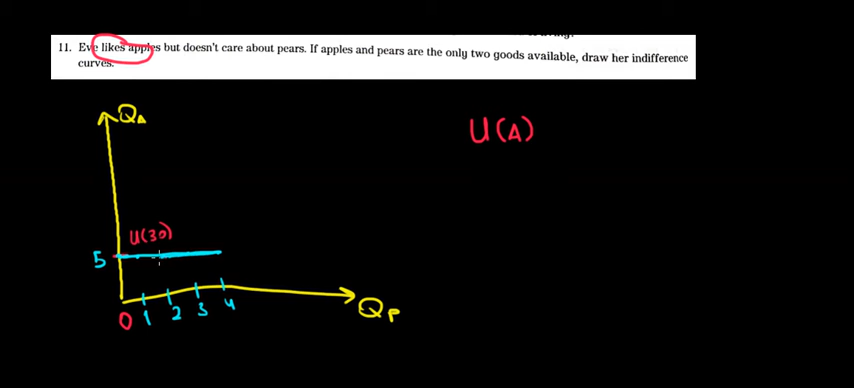 11. Eve likes apples but doesn't care about pears. If apples and pears are the only two goods available, draw her indifference
curves.
QA
U(A)
U(30)
5
0 1 2 3 4
QP